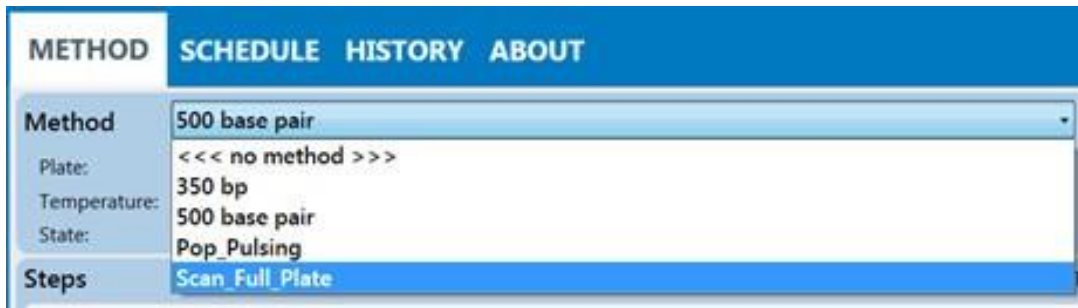 METHOD SCHEDULE HISTORY ABOUT
Method 500 base pair
<<< no method >>>
Plate:
350 bp
Temperature:
500 base pair
State:
Pop_Pulsing
Steps Scan_Full_Plate